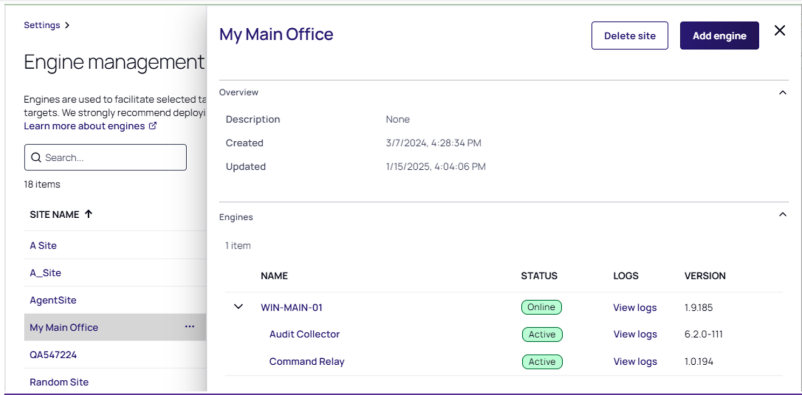 Settings >
Engine management
Engines are used to facilitate selected ta
targets. We strongly recommend deployi
Learn more about engines
Search...
18 items
SITE NAME ↑
A Site
A_Site
AgentSite
My Main Office ...
QA547224
Random Site
My Main Office
Delete site
Add engine
Overview
Description None
Created 3/7/2024, 4:28:34 PM
Updated 1/15/2025, 4:04:06 PM
Engines
1 item
NAME STATUS LOGS VERSION
WIN-MAIN-01 Online View logs 1.9.185
Audit Collector Active View logs 6.2.0-111
Command Relay Active View logs 1.0.194